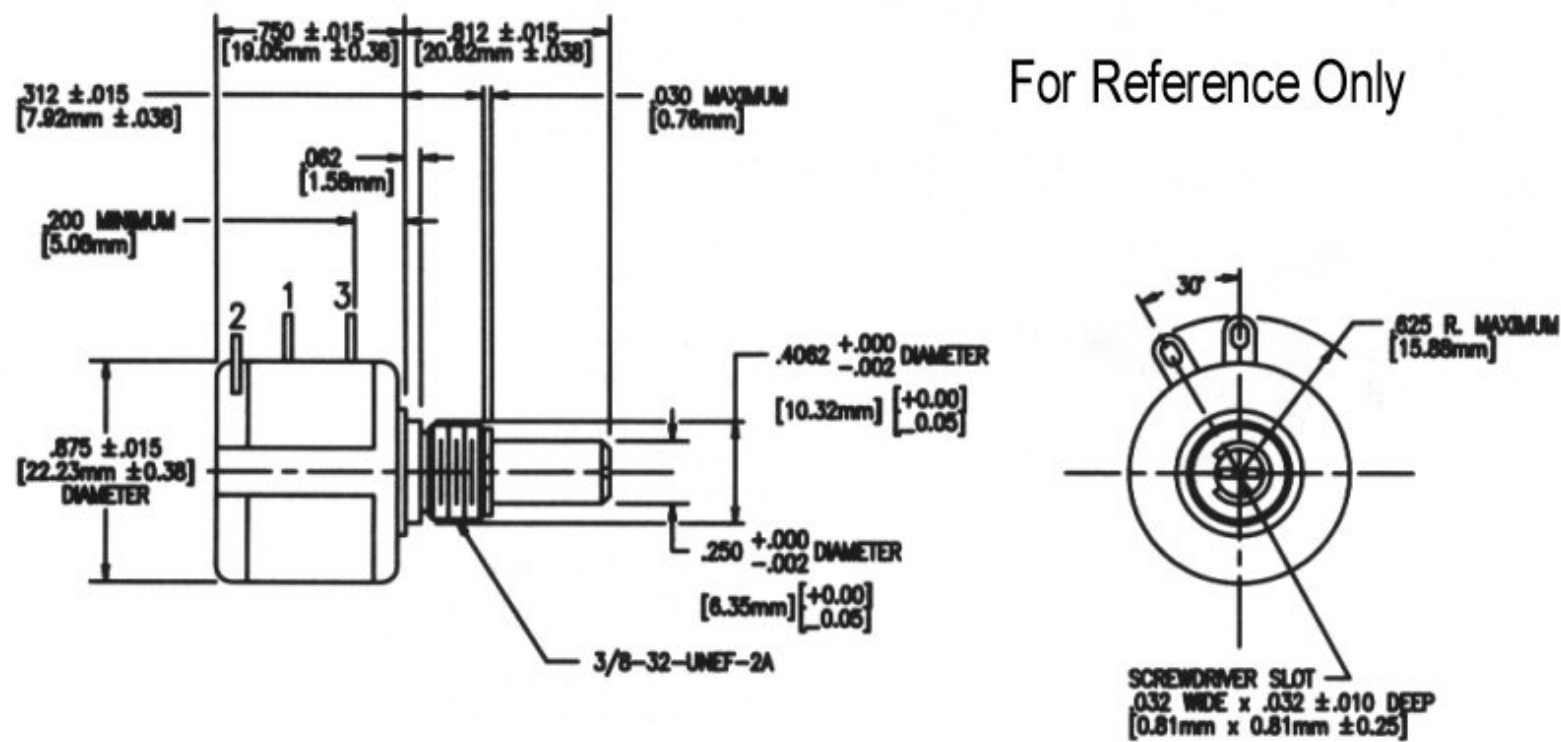 .750 ±.015
[19.05mm ±0.38]
.812 ±.015
[20.62mm ±.038]
For Reference Only
.312 ±.015
[7.92mm ±.038]
.030 MAXIMUM
[0.76mm]
.062
[1.58mm]
.200 MINIMUM
[5.08mm]
2
1
3
30°
.625 R. MAXIMUM
[15.88mm]
.4062 +.000 -.002 DIAMETER
[10.32mm] [+0.00 -0.05]
.875 ±.015
[22.23mm ±0.38]
DIAMETER
.250 +.000 -.002 DIAMETER
[6.35mm] [+0.00 -0.05]
3/8-32-UNEF-2A
SCREWDRIVER SLOT
.032 WIDE x .032 ±.010 DEEP
[0.81mm x 0.81mm ±0.25]